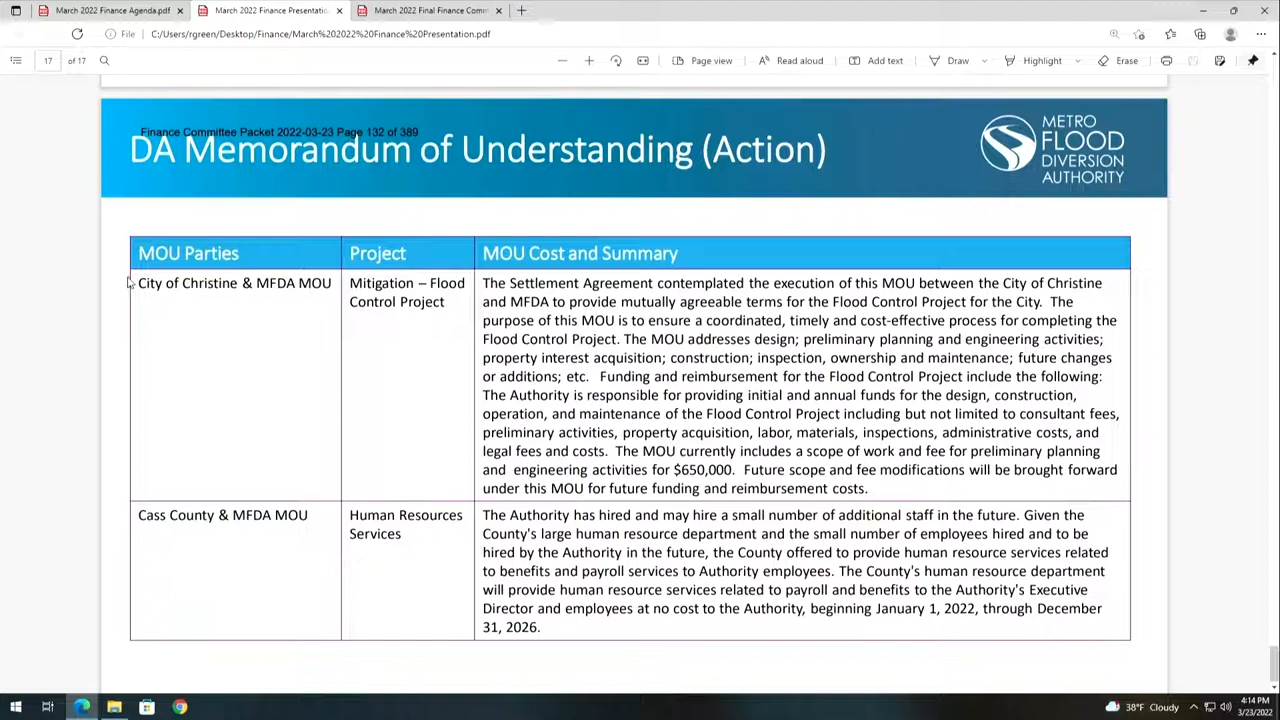 March 2022 Finance Agenda.pdf
March 2022 Finance Presentatio
March 2022 Final Finance Comm
File
C:/Users/rgreen/Desktop/Finance/March%202022%20Finance%20Presentation.pdf
17 of 17
Page view
Read aloud
Add text
Draw
Highlight
Erase
Finance Committee Packet 2022-03-23 Page 132 of 389
DA Memorandum of Understanding (Action)
METRO
FLOOD
DIVERSION
AUTHORITY
MOU Parties
Project
MOU Cost and Summary
City of Christine & MFDA MOU
Mitigation – Flood
Control Project
The Settlement Agreement contemplated the execution of this MOU between the City of Christine
and MFDA to provide mutually agreeable terms for the Flood Control Project for the City. The
purpose of this MOU is to ensure a coordinated, timely and cost-effective process for completing the
Flood Control Project. The MOU addresses design; preliminary planning and engineering activities;
property interest acquisition; construction; inspection, ownership and maintenance; future changes
or additions; etc. Funding and reimbursement for the Flood Control Project include the following:
The Authority is responsible for providing initial and annual funds for the design, construction,
operation, and maintenance of the Flood Control Project including but not limited to consultant fees,
preliminary activities, property acquisition, labor, materials, inspections, administrative costs, and
legal fees and costs. The MOU currently includes a scope of work and fee for preliminary planning
and engineering activities for $650,000. Future scope and fee modifications will be brought forward
under this MOU for future funding and reimbursement costs.
Cass County & MFDA MOU
Human Resources
Services
The Authority has hired and may hire a small number of additional staff in the future. Given the
County's large human resource department and the small number of employees hired and to be
hired by the Authority in the future, the County offered to provide human resource services related
to benefits and payroll services to Authority employees. The County's human resource department
will provide human resource services related to payroll and benefits to the Authority's Executive
Director and employees at no cost to the Authority, beginning January 1, 2022, through December
31, 2026.
38°F Cloudy
4:14 PM
3/23/2022